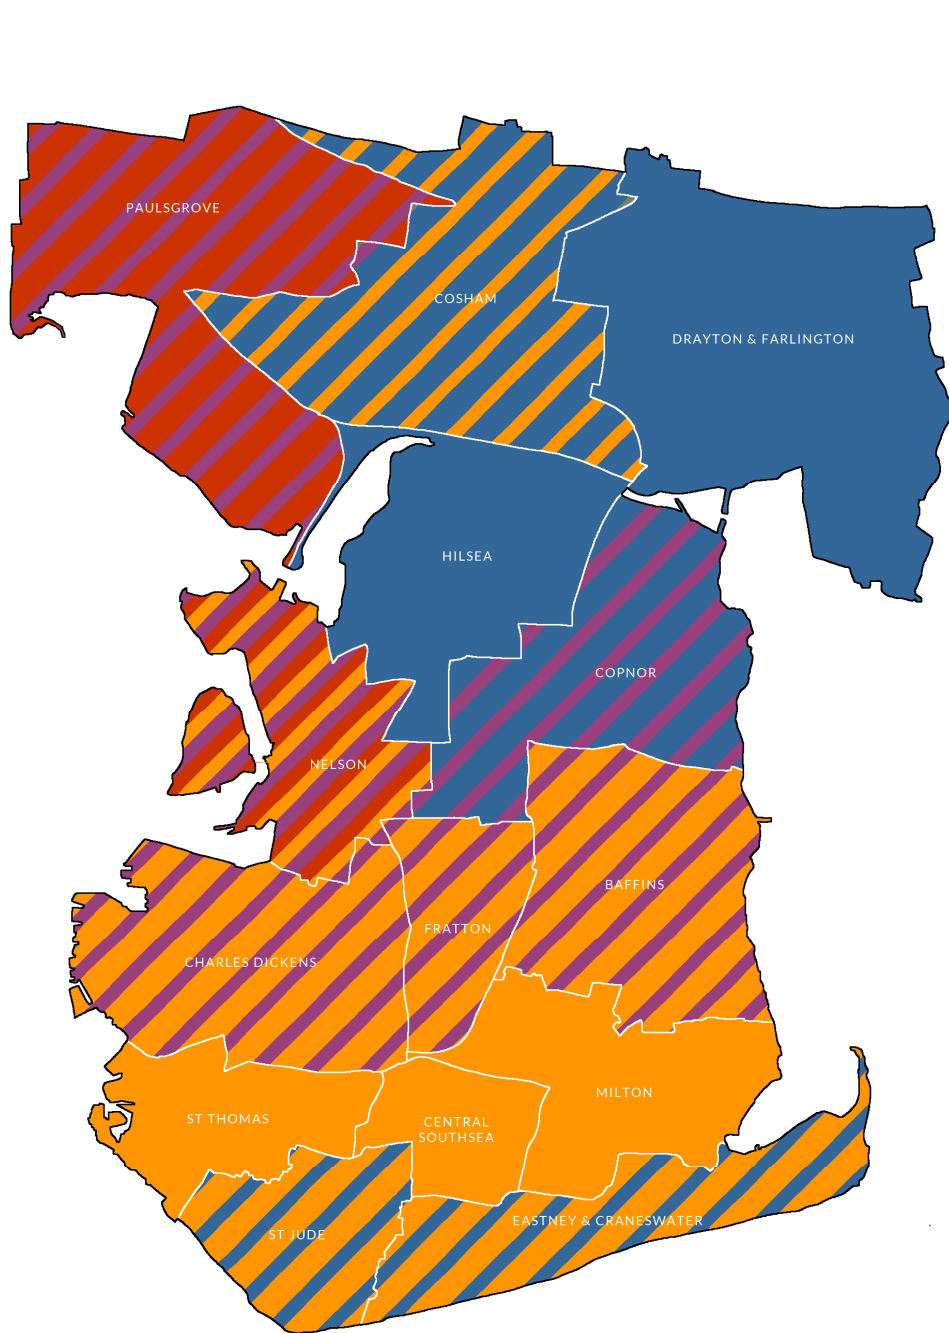 PAULSGROVE
COSHAM
DRAYTON & FARLINGTON
HILSEA
COPNOR
NELSON
BAFFINS
FRATTON
CHARLES DICKENS
MILTON
ST THOMAS
CENTRAL
SOUTHSEA
EASTNEY & CRANESWATER
ST JUDE